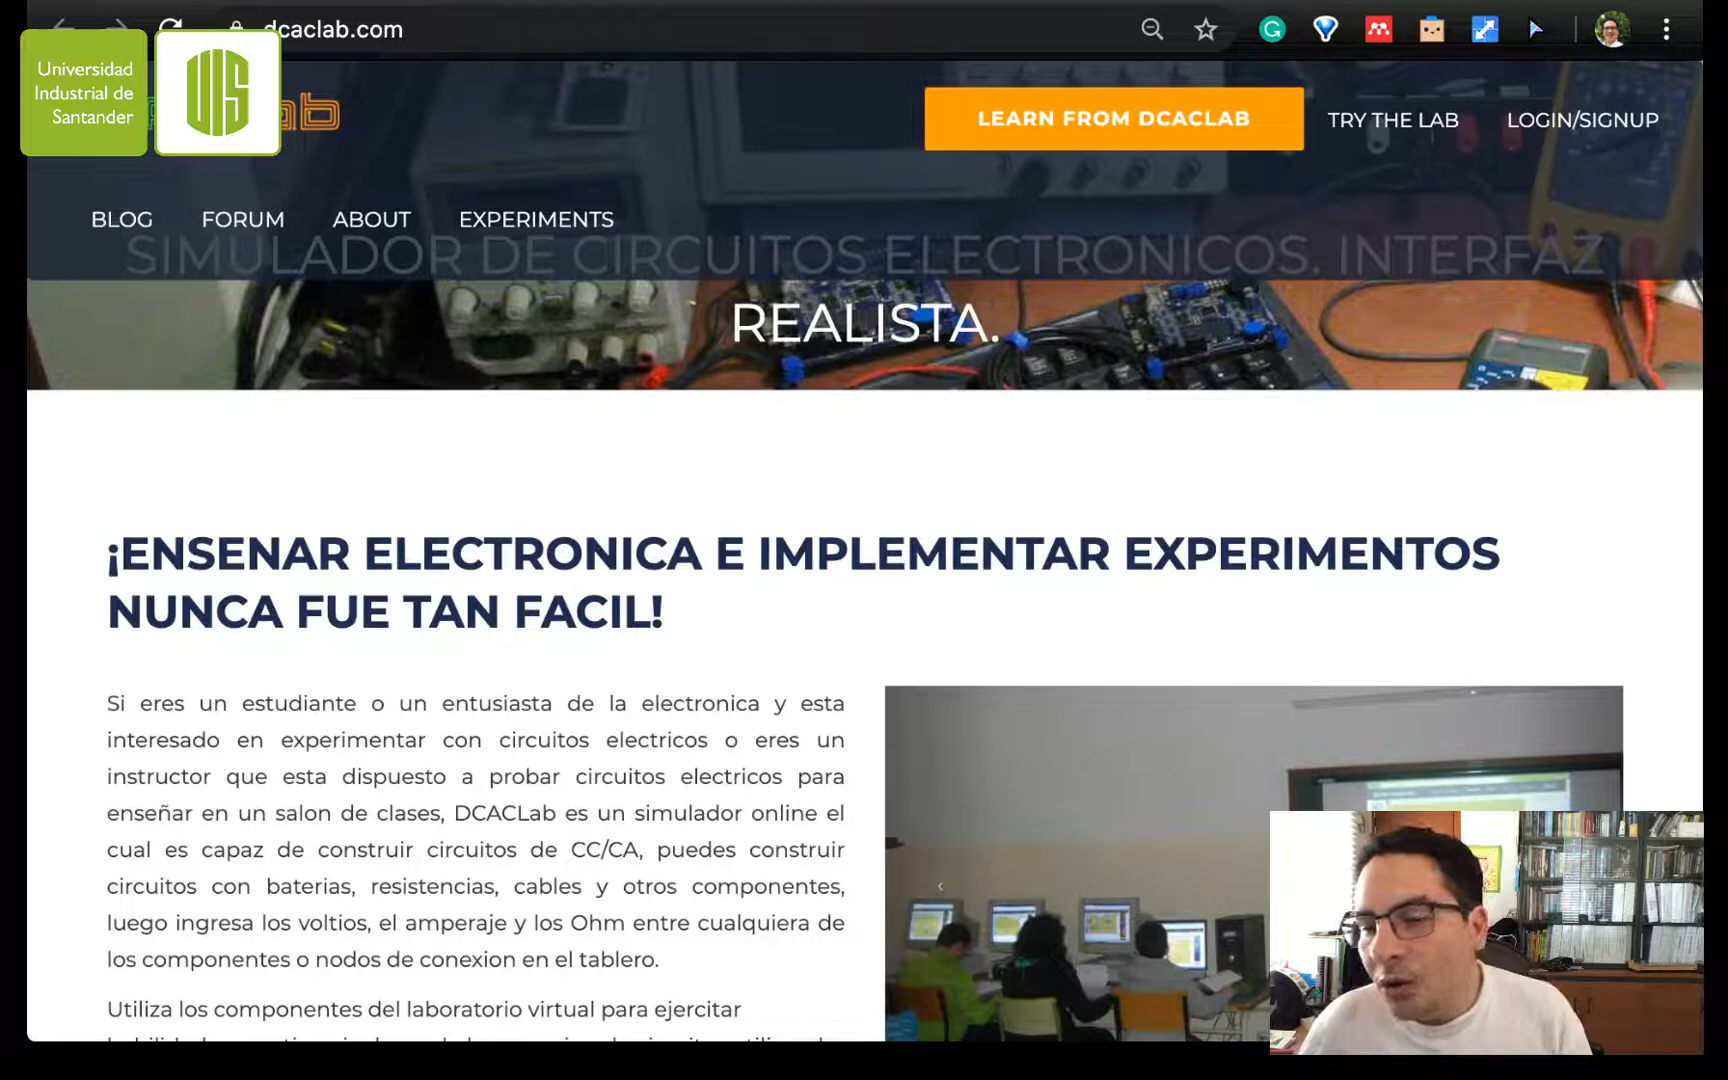 dcaclab.com
Universidad
Industrial de
Santander
UIS
ab
LEARN FROM DCACLAB
TRY THE LAB
LOGIN/SIGNUP
BLOG
FORUM
ABOUT
EXPERIMENTS
SIMULADOR DE CIRCUITOS ELECTRONICOS. INTERFAZ
REALISTA.
¡ENSENAR ELECTRONICA E IMPLEMENTAR EXPERIMENTOS
NUNCA FUE TAN FACIL!
Si eres un estudiante o un entusiasta de la electronica y esta
interesado en experimentar con circuitos electricos o eres un
instructor que esta dispuesto a probar circuitos electricos para
enseñar en un salon de clases, DCACLab es un simulador online el
cual es capaz de construir circuitos de CC/CA, puedes construir
circuitos con baterias, resistencias, cables y otros componentes,
luego ingresa los voltios, el amperaje y los Ohm entre cualquiera de
los componentes o nodos de conexion en el tablero.
Utiliza los componentes del laboratorio virtual para ejercitar